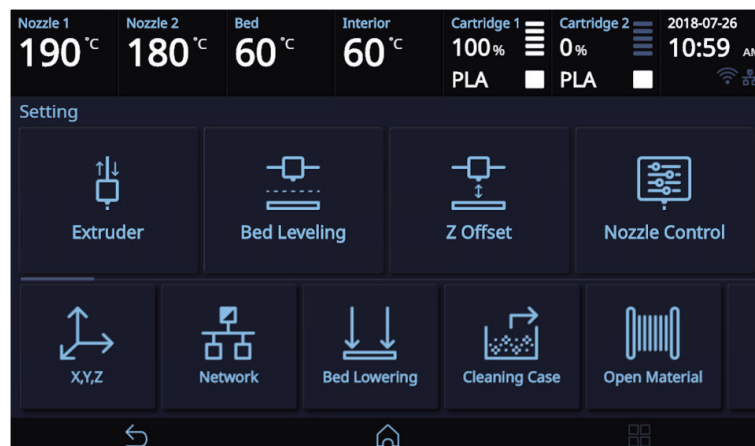 Nozzle 1 Nozzle 2 Bed Interior Cartridge 1 Cartridge 2 2018-07-26
190 °C 180 °C 60 °C 60 °C 100 % 0 % 10:59 AM
PLA PLA
Setting
Extruder Bed Leveling Z Offset Nozzle Control
X,Y,Z Network Bed Lowering Cleaning Case Open Material